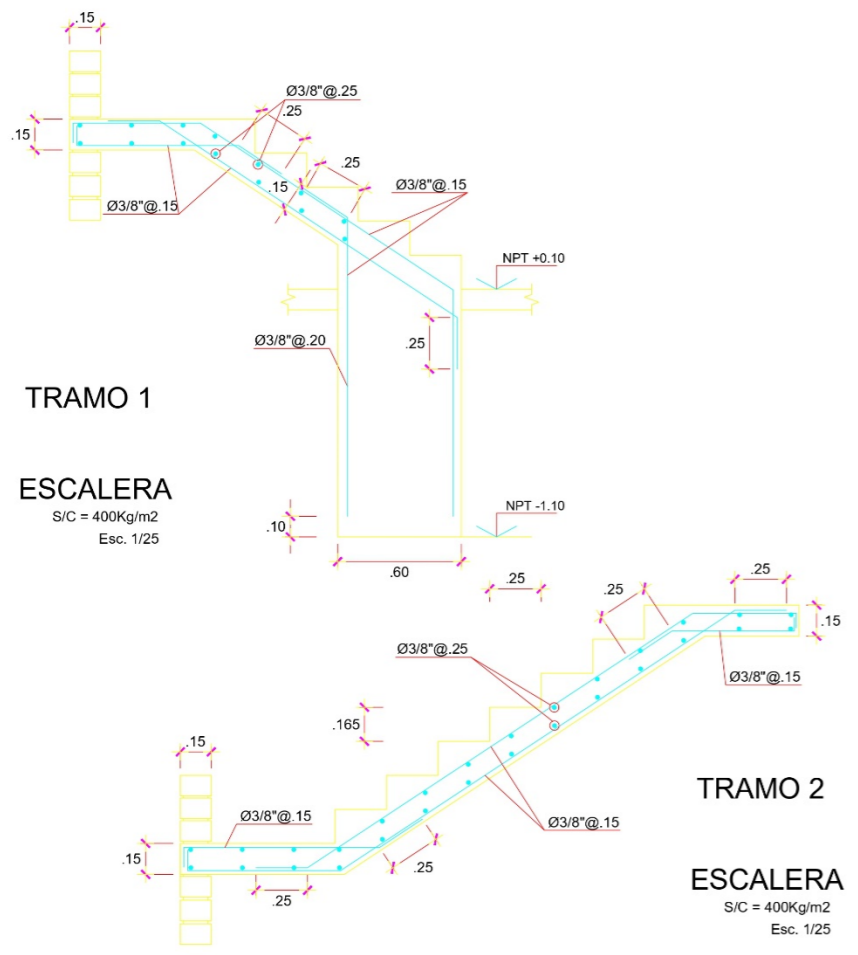 .15
Ø3/8"@.25
.25
.15
.25
.15
Ø3/8"@.15
Ø3/8"@.15
NPT +0.10
Ø3/8"@.20
.25
TRAMO 1
ESCALERA
S/C = 400Kg/m2
Esc. 1/25
NPT -1.10
.10
.60
.25
.25
.25
.15
Ø3/8"@.25
Ø3/8"@.15
.165
.15
TRAMO 2
Ø3/8"@.15
Ø3/8"@.15
.15
.25
.25
ESCALERA
S/C = 400Kg/m2
Esc. 1/25